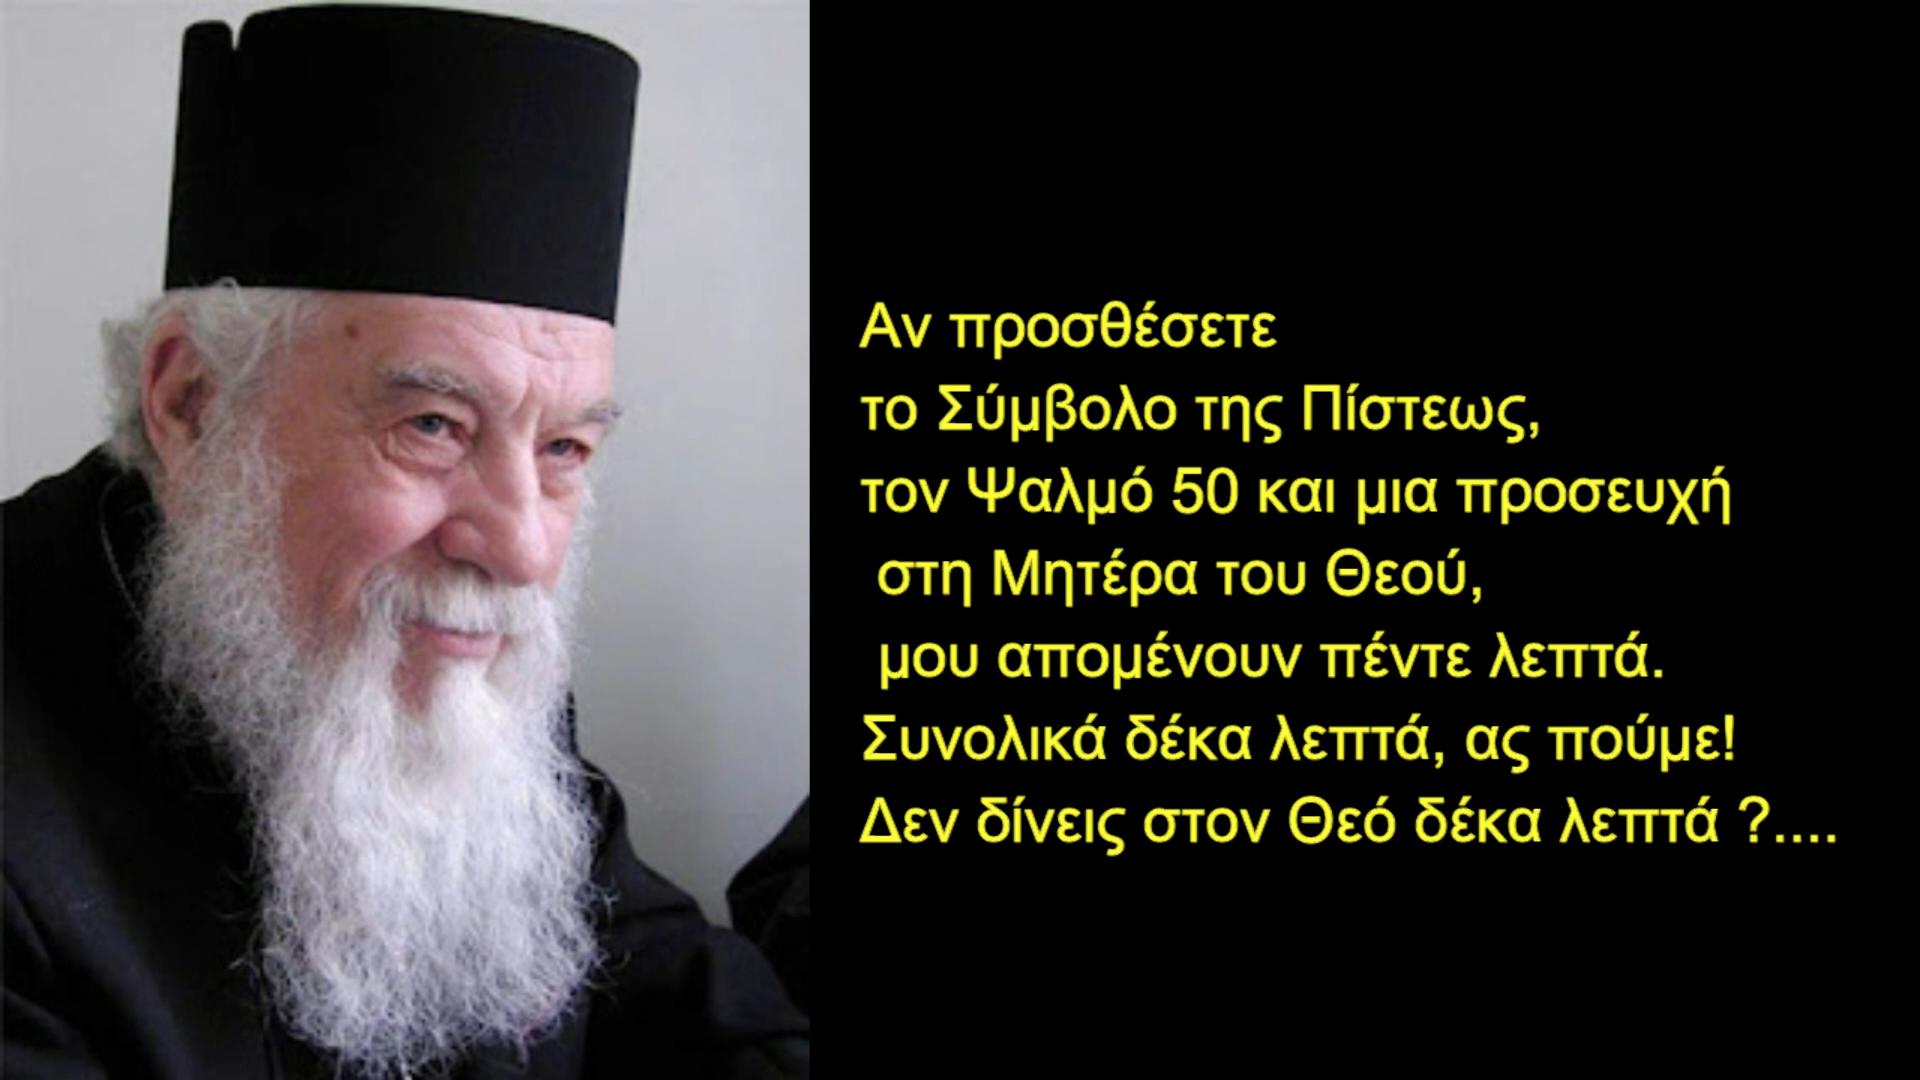 Αν προσθέσετε
το Σύμβολο της Πίστεως,
τον Ψαλμό 50 και μια προσευχή
στη Μητέρα του Θεού,
μου απομένουν πέντε λεπτά.
Συνολικά δέκα λεπτά, ας πούμε!
Δεν δίνεις στον Θεό δέκα λεπτά ?....